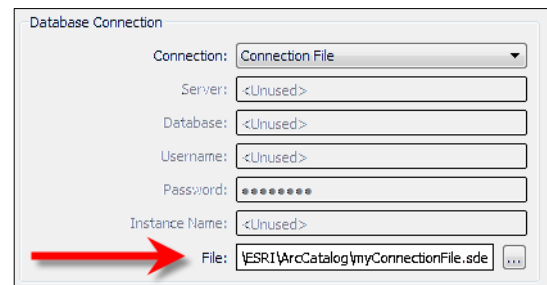 Database Connection
Connection: Connection File
Server: <Unused>
Database: <Unused>
Username: <Unused>
Password: ********
Instance Name: <Unused>
File: \ESRI\ArcCatalog\myConnectionFile.sde ...